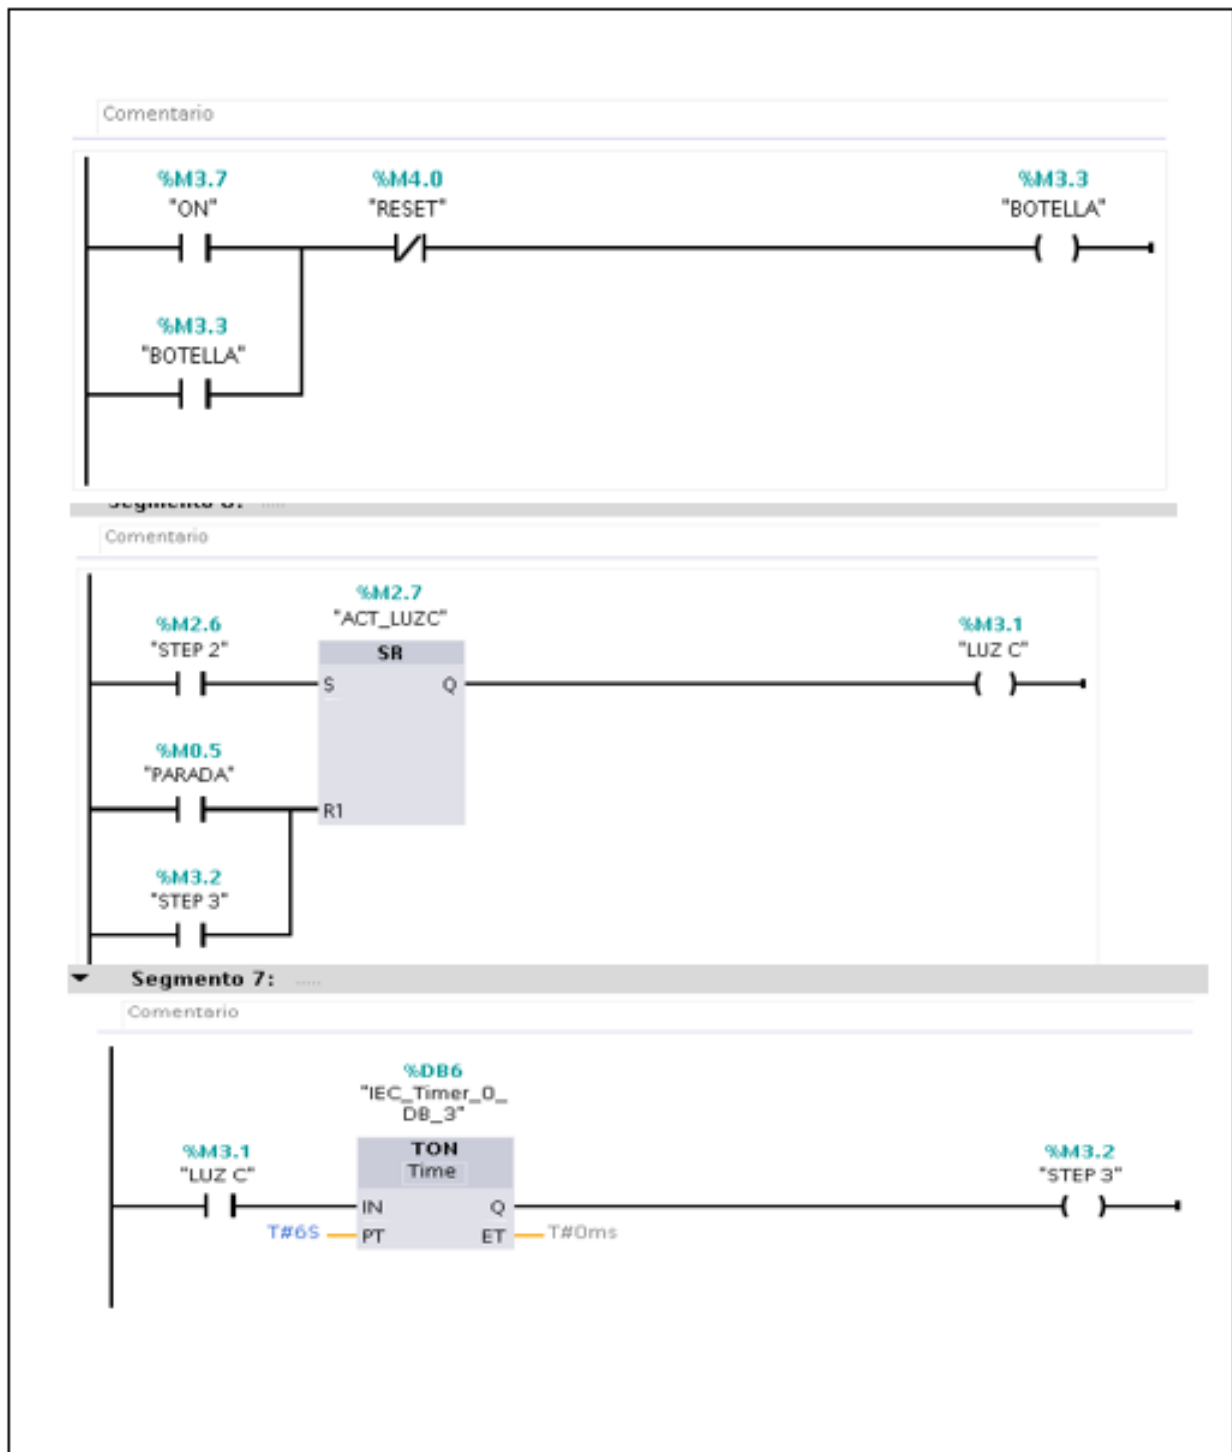 Comentario
%M3.7 %M4.0 %M3.3
"ON" "RESET" "BOTELLA"
%M3.3
"BOTELLA"
Comentario
%M2.7
"ACT_LUZC"
%M2.6 %M3.1
"STEP 2" "LUZ C"
SR
S Q
%M0.5
"PARADA"
R1
%M3.2
"STEP 3"
Segmento 7: .....
Comentario
%DB6
"IEC_Timer_0_
DB_3"
%M3.1 TON %M3.2
"LUZ C" Time "STEP 3"
IN Q
T#6S PT ET T#0ms